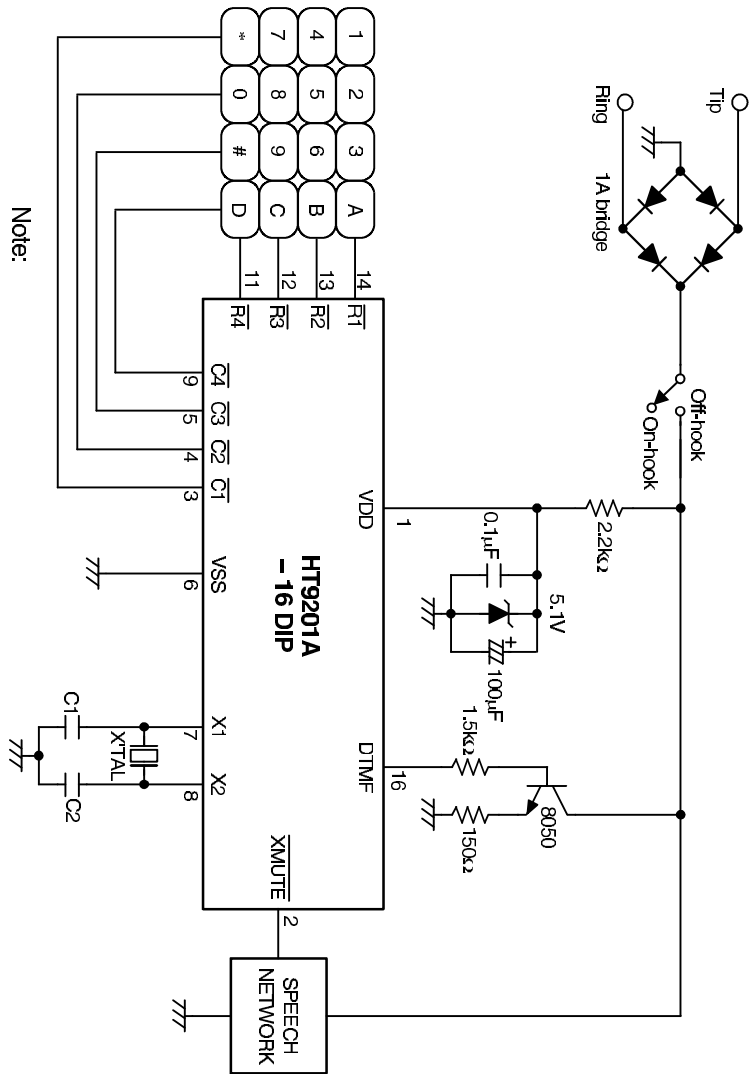 Tip
Ring
1A bridge
Off-hook
On-hook
2.2kΩ
5.1V
0.1μF
+
100μF
1.5kΩ
8050
150Ω
1 2 3 A
4 5 6 B
7 8 9 C
* 0 # D
14
13
12
11
R1
R2
R3
R4
1
16
VDD
DTMF
HT9201A
– 16 DIP
XMUTE
2
SPEECH
NETWORK
C4
C3
C2
C1
VSS
X1
X2
9
5
4
3
6
7
8
X'TAL
C1
C2
Note: